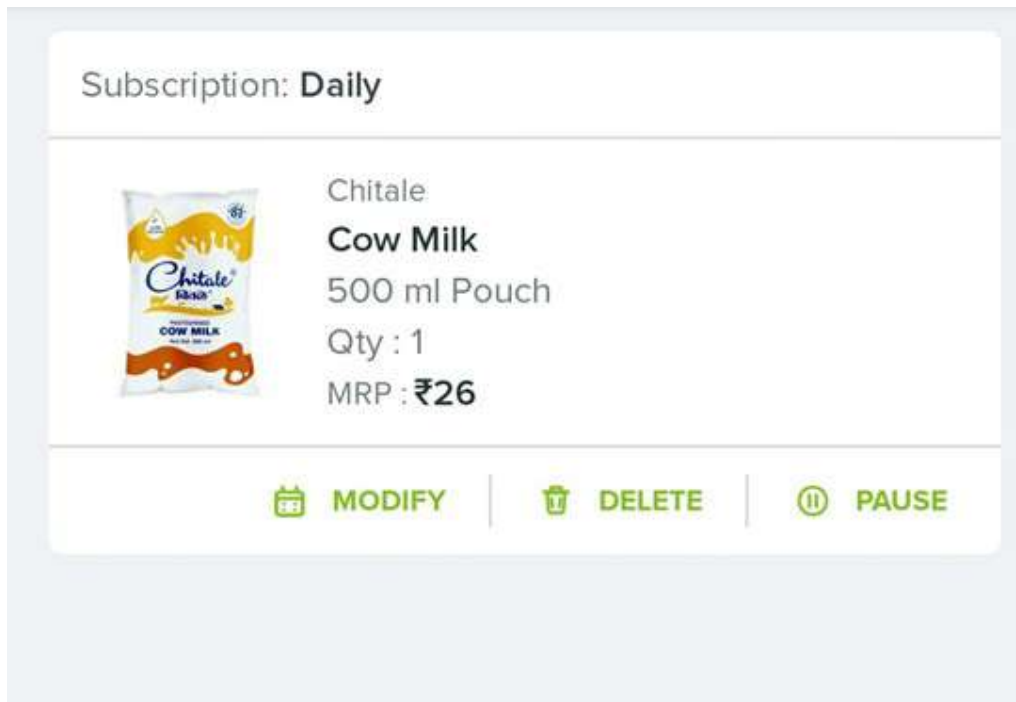 Subscription: Daily
Chitale
Cow Milk
500 ml Pouch
Qty : 1
MRP : ₹26
Chitale
COW MILK
MODIFY
DELETE
PAUSE